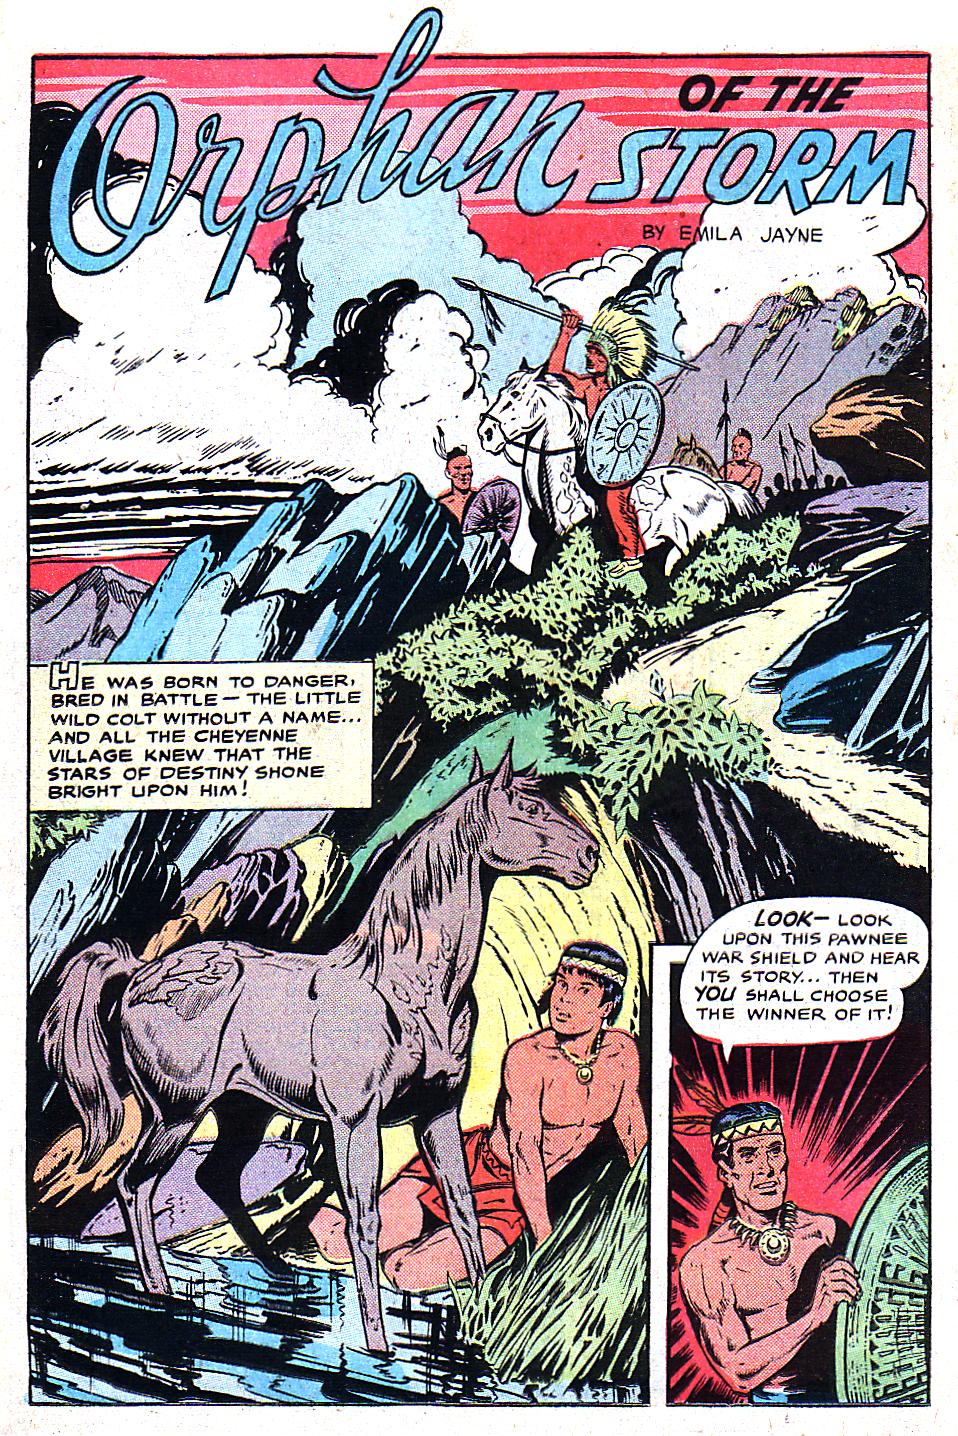 Orphan
OF THE
STORM
BY EMILA JAYNE
HE WAS BORN TO DANGER,
BRED IN BATTLE — THE LITTLE
WILD COLT WITHOUT A NAME...
AND ALL THE CHEYENNE
VILLAGE KNEW THAT THE
STARS OF DESTINY SHONE
BRIGHT UPON HIM!
LOOK — LOOK
UPON THIS PAWNEE
WAR SHIELD AND HEAR
ITS STORY... THEN
YOU SHALL CHOOSE
THE WINNER OF IT!